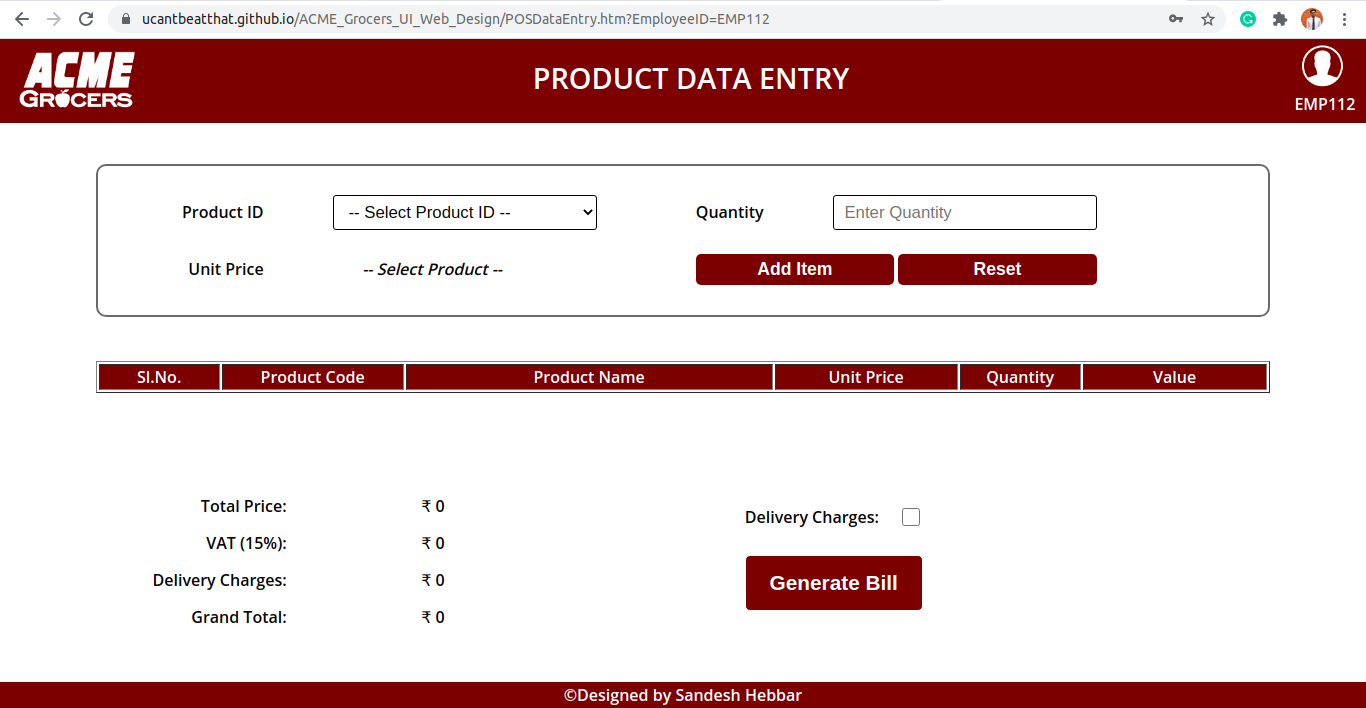 ucantbeatthat.github.io/ACME_Grocers_UI_Web_Design/POSDataEntry.htm?EmployeeID=EMP112
ACME
GROCERS
PRODUCT DATA ENTRY
EMP112
Product ID -- Select Product ID -- Quantity Enter Quantity
Unit Price -- Select Product -- Add Item Reset
Sl.No. Product Code Product Name Unit Price Quantity Value
Total Price: ₹ 0
Delivery Charges:
VAT (15%): ₹ 0
Delivery Charges: ₹ 0
Generate Bill
Grand Total: ₹ 0
©Designed by Sandesh Hebbar